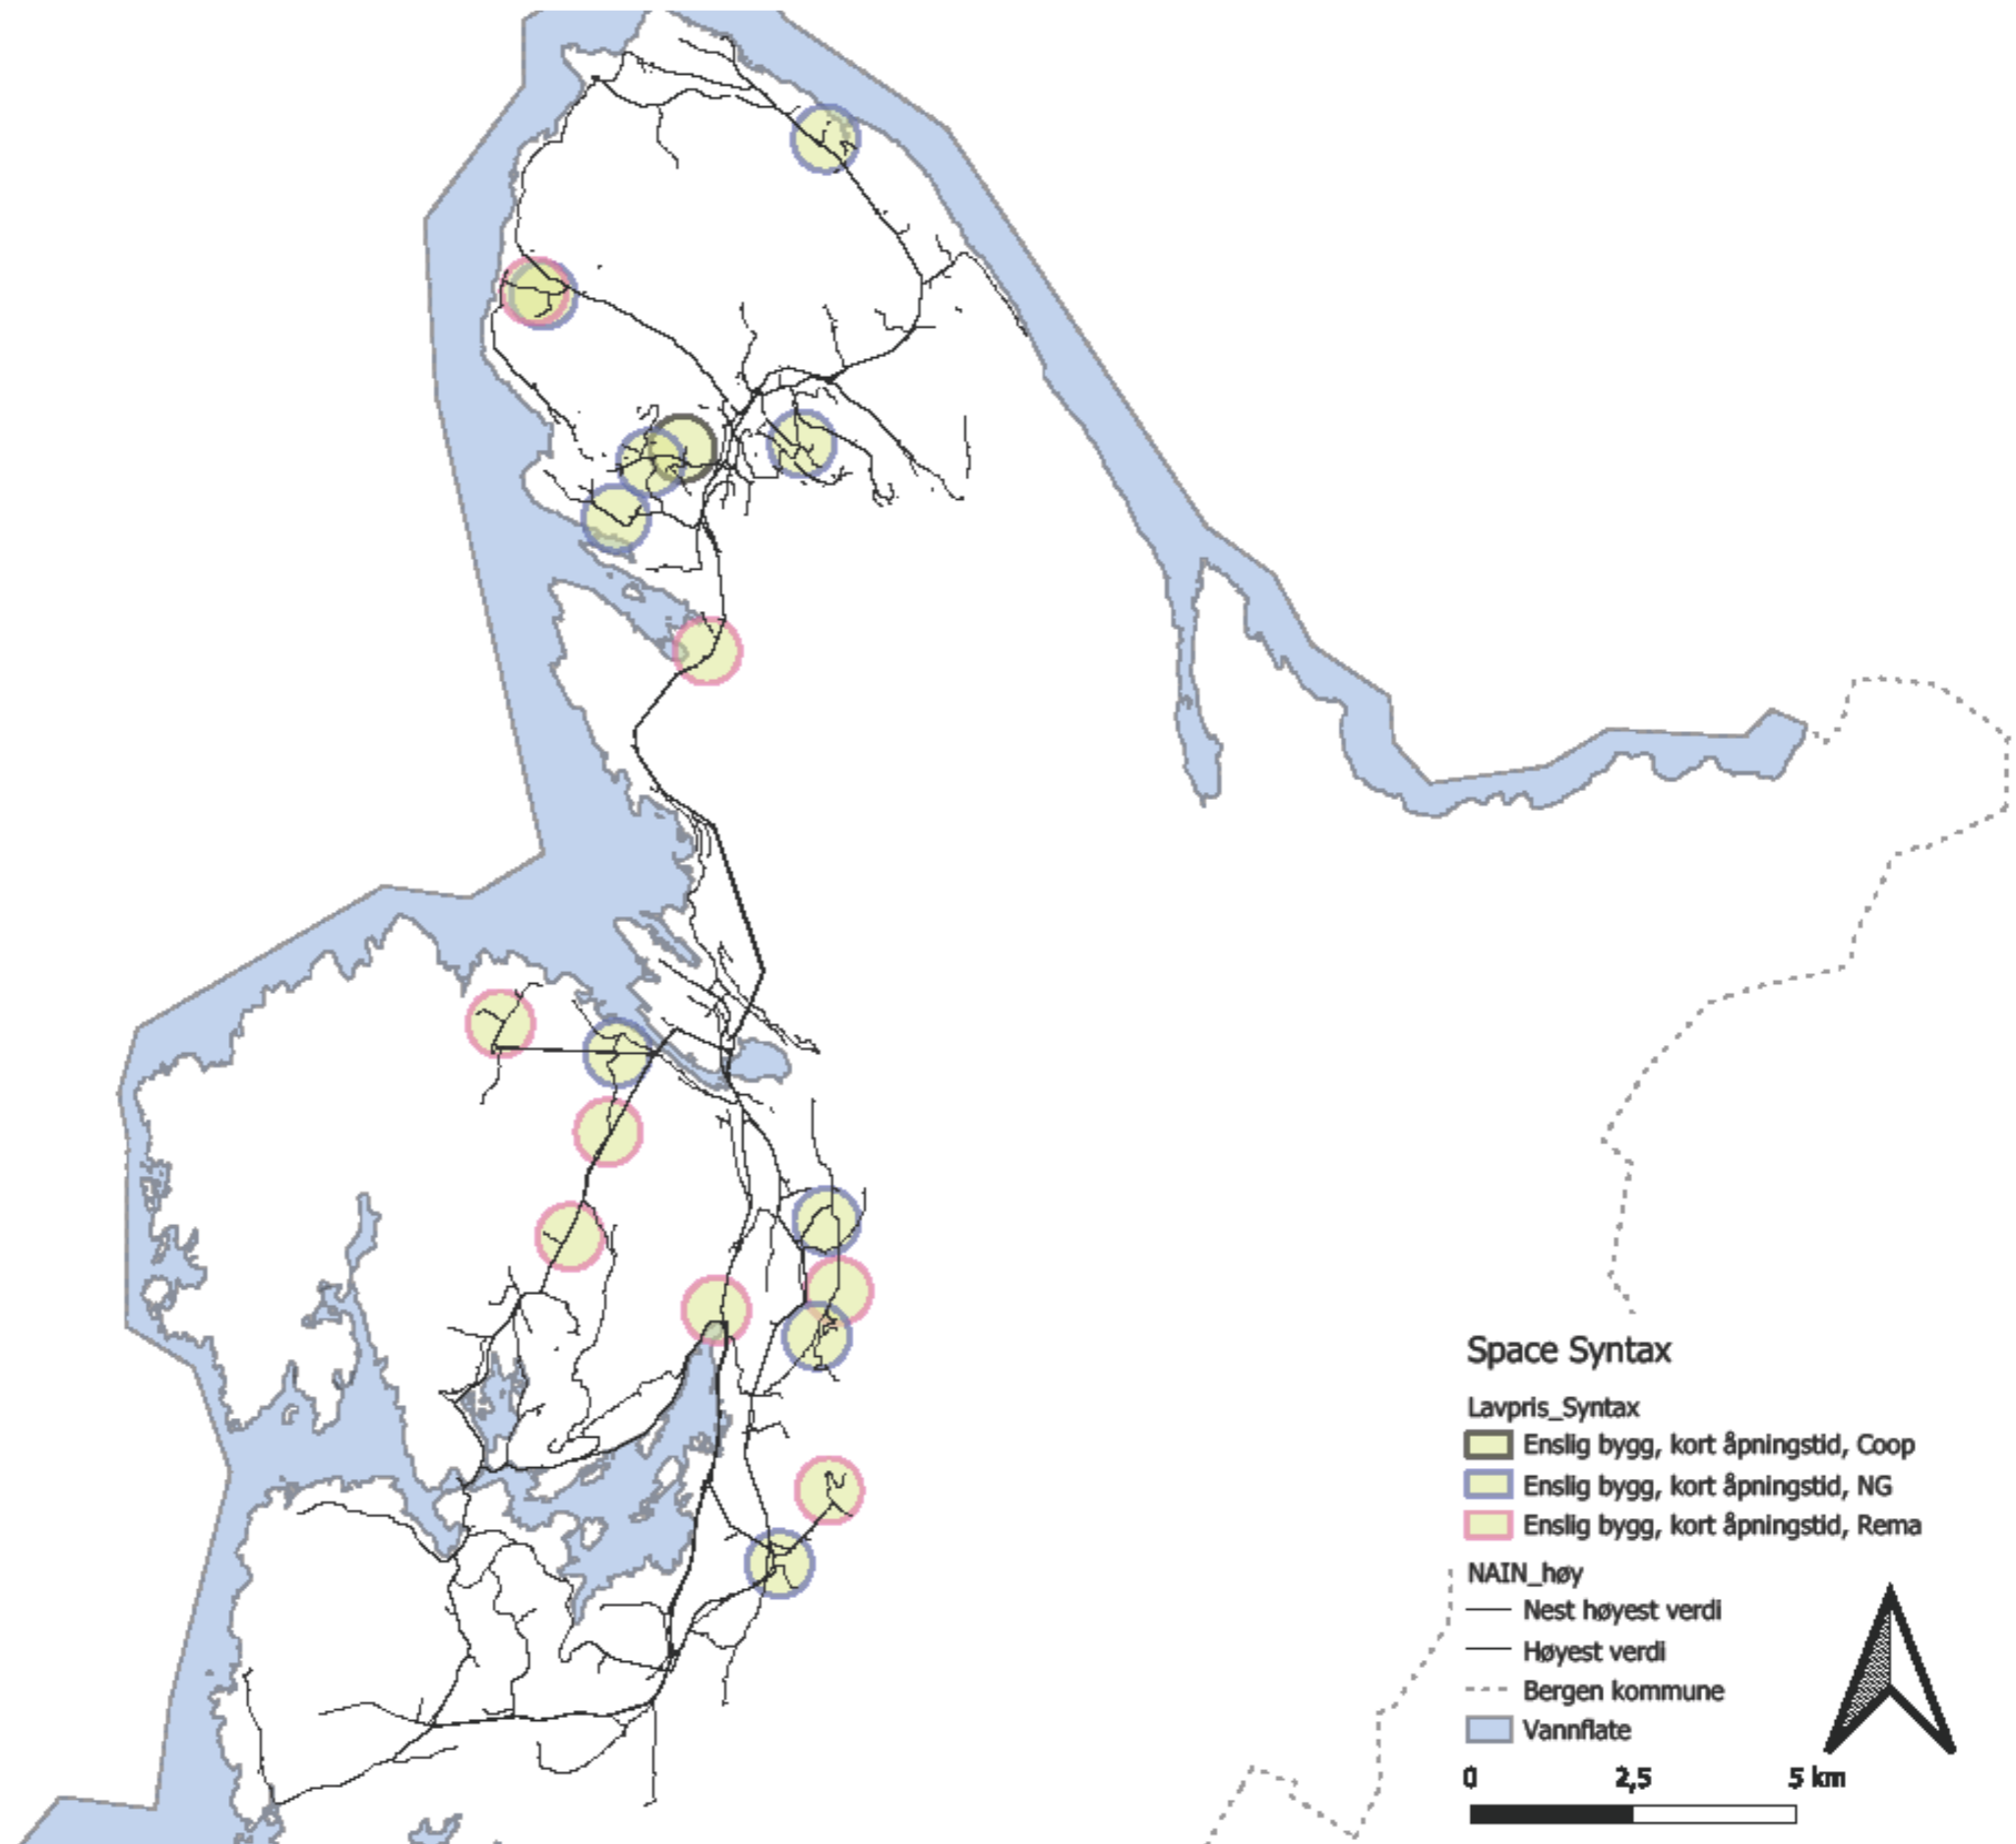 Space Syntax
Lavpris_Syntax
Enslig bygg, kort åpningstid, Coop
Enslig bygg, kort åpningstid, NG
Enslig bygg, kort åpningstid, Rema
NAIN_høy
Nest høyest verdi
Høyest verdi
Bergen kommune
Vannflate
0 2,5 5 km